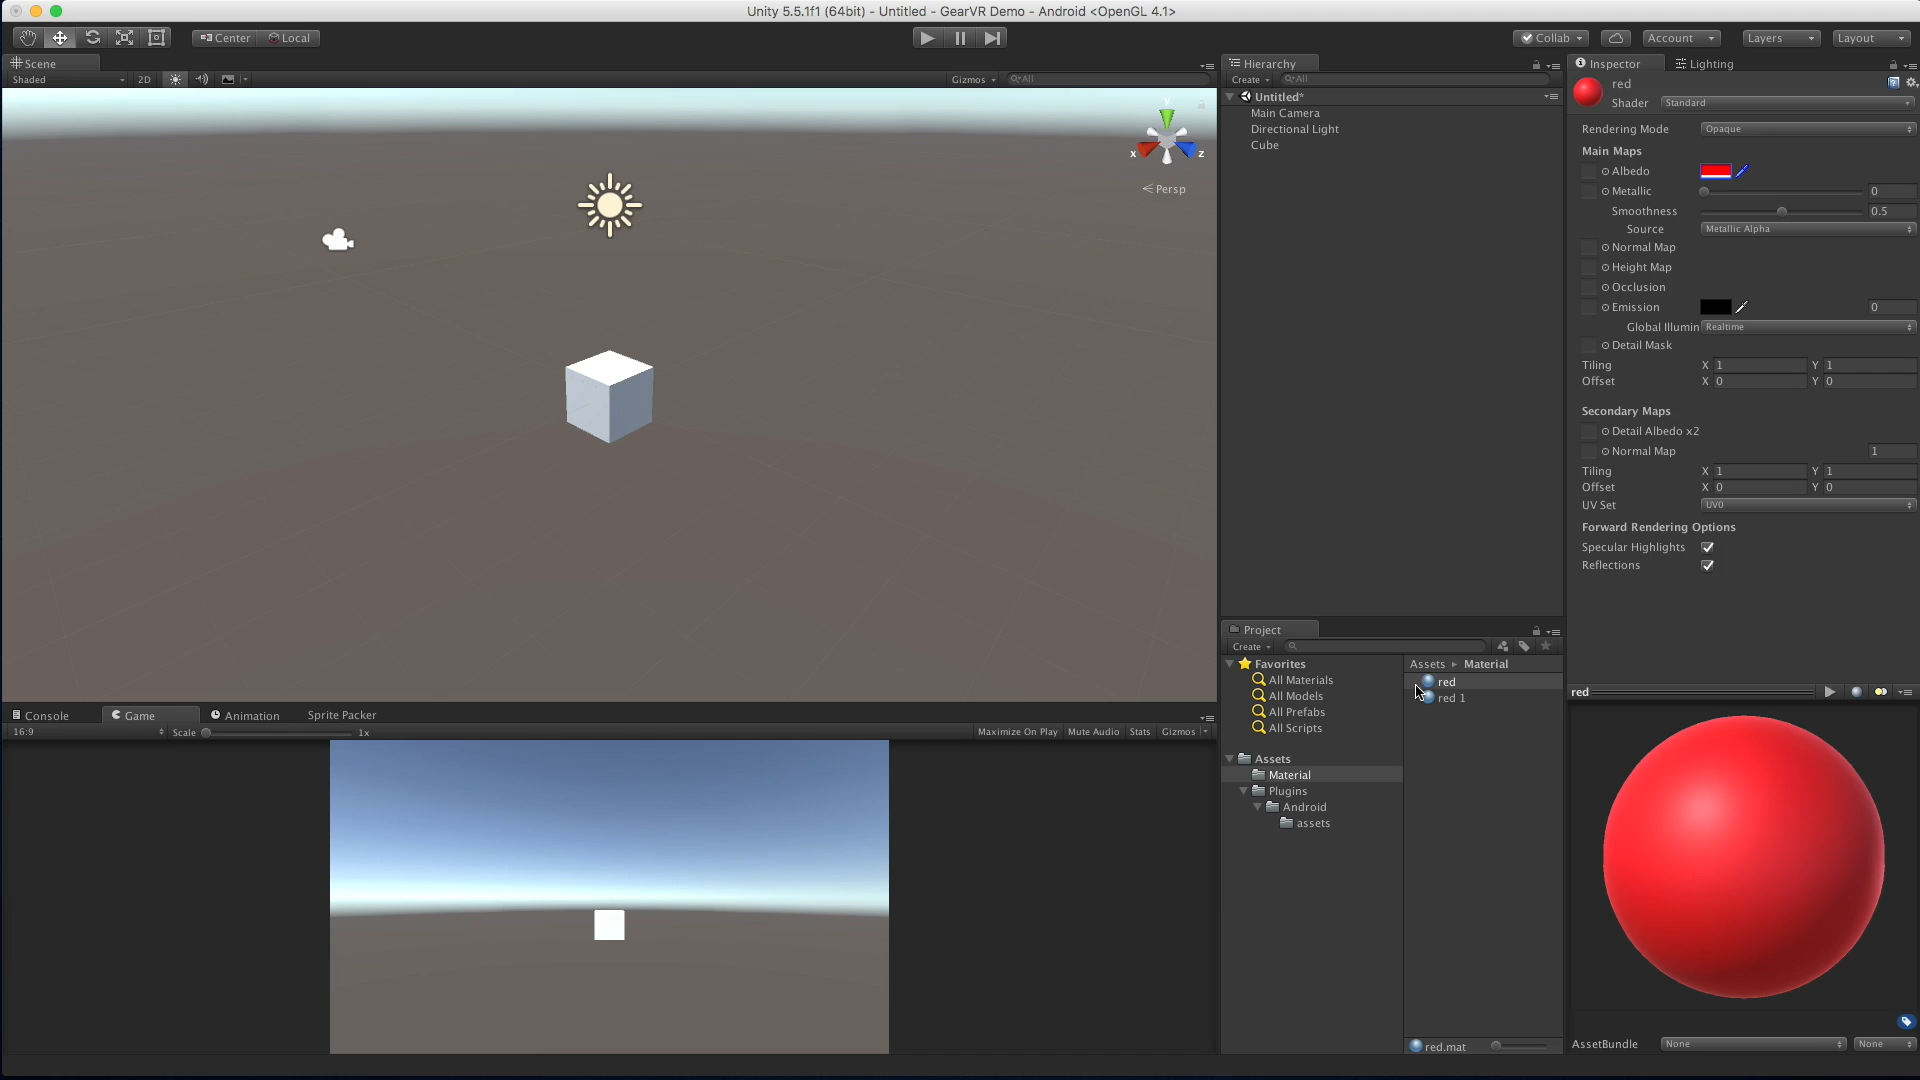 Unity 5.5.1f1 (64bit) - Untitled - GearVR Demo - Android <OpenGL 4.1>
Center Local
Collab Account Layers Layout
Scene
Shaded 2D Gizmos All
y
x z
Persp
Hierarchy
Create All
Untitled*
Main Camera
Directional Light
Cube
Inspector Lighting
red
Shader Standard
Rendering Mode Opaque
Main Maps
Albedo
Metallic 0
Smoothness 0.5
Source Metallic Alpha
Normal Map
Height Map
Occlusion
Emission 0
Global Illumin Realtime
Detail Mask
Tiling X 1 Y 1
Offset X 0 Y 0
Secondary Maps
Detail Albedo x2
Normal Map 1
Tiling X 1 Y 1
Offset X 0 Y 0
UV Set UV0
Forward Rendering Options
Specular Highlights
Reflections
Project
Create
Favorites
All Materials
All Models
All Prefabs
All Scripts
Assets
Material
Plugins
Android
assets
Assets Material
red
red 1
red.mat
Console Game Animation Sprite Packer
16:9 Scale 1x Maximize On Play Mute Audio Stats Gizmos
red
AssetBundle None None